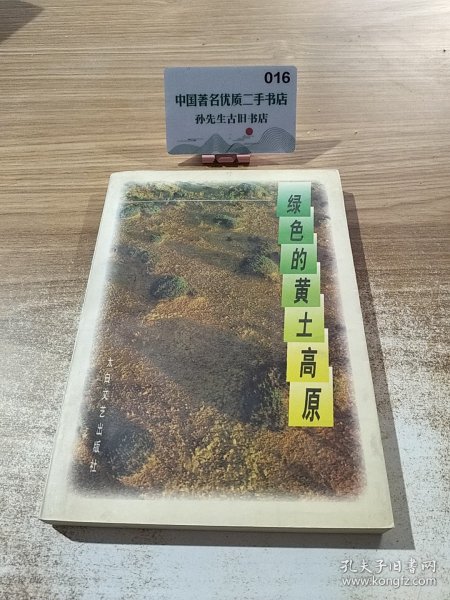 016
中国著名优质二手书店
孙先生古旧书店
绿色的黄土高原
太白文艺出版社
孔夫子旧书网
www.kongfz.com